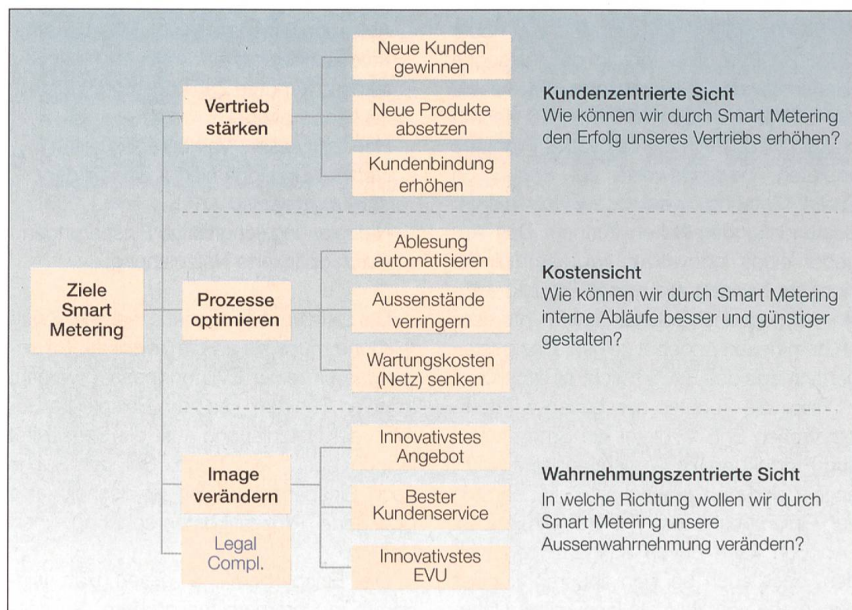 Neue Kunden
gewinnen
Vertrieb
stärken
Neue Produkte
absetzen
Kundenbindung
erhöhen
Kundenzentrierte Sicht
Wie können wir durch Smart Metering
den Erfolg unseres Vertriebs erhöhen?
Ziele
Smart
Metering
Prozesse
optimieren
Ablesung
automatisieren
Aussenstände
verringern
Wartungskosten
(Netz) senken
Kostensicht
Wie können wir durch Smart Metering
interne Abläufe besser und günstiger
gestalten?
Image
verändern
Legal
Compl.
Innovativstes
Angebot
Bester
Kundenservice
Innovativstes
EVU
Wahrnehmungszentrierte Sicht
In welche Richtung wollen wir durch
Smart Metering unsere
Aussenwahrnehmung verändern?